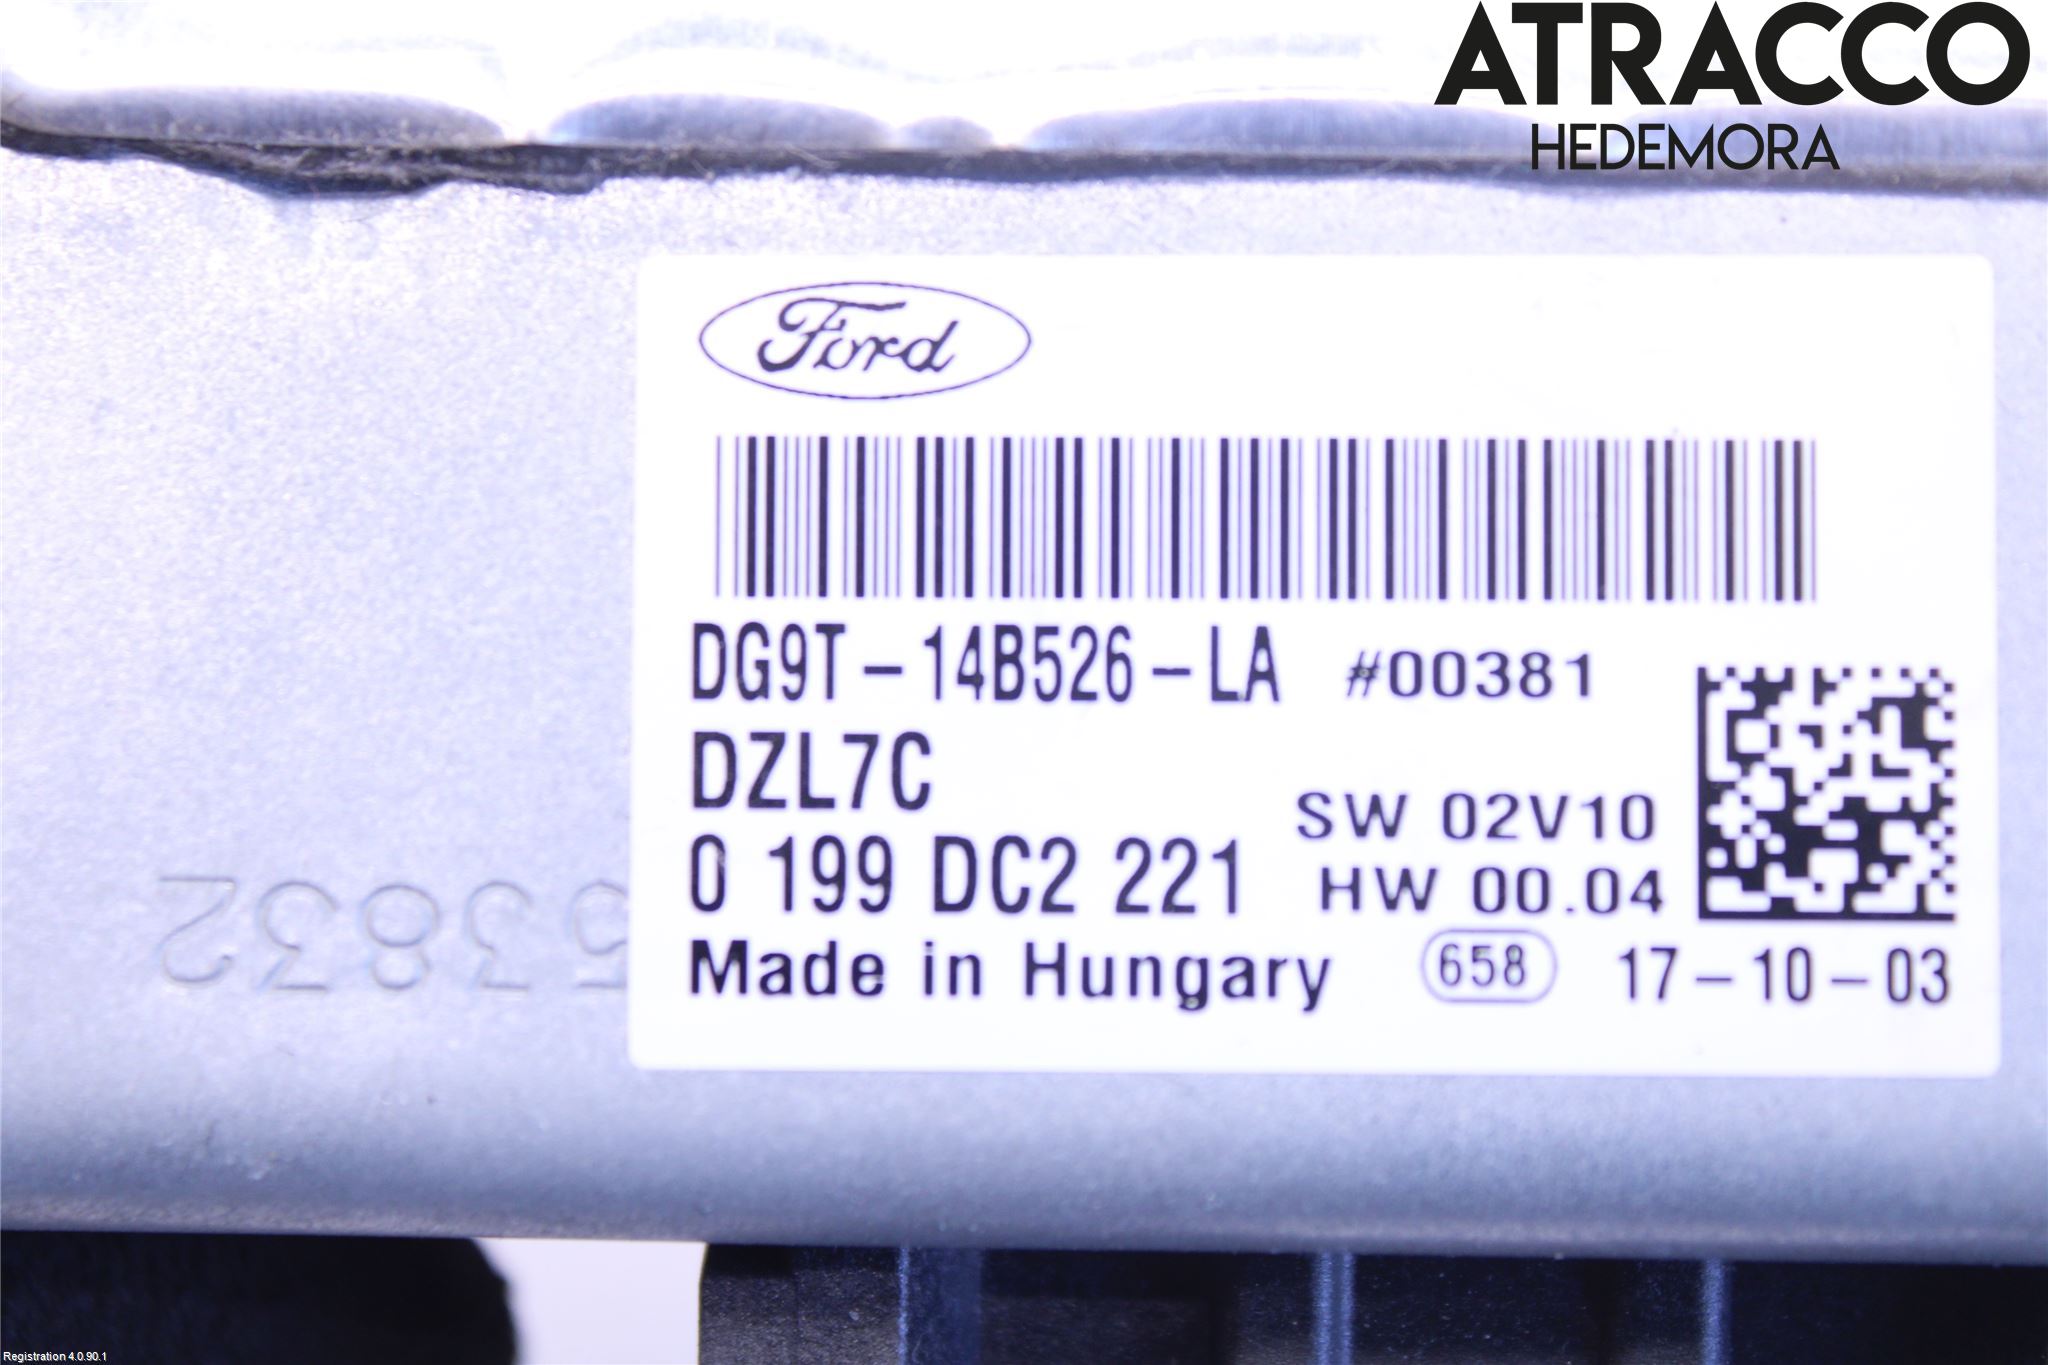 ATRACCO
HEDEMORA
Ford
DG9T-14B526-LA #00381
DZL7C
SW 02V10
0 199 DC2 221
HW 00.04
Made in Hungary 658 17-10-03
53832
Registration 4.0.90.1